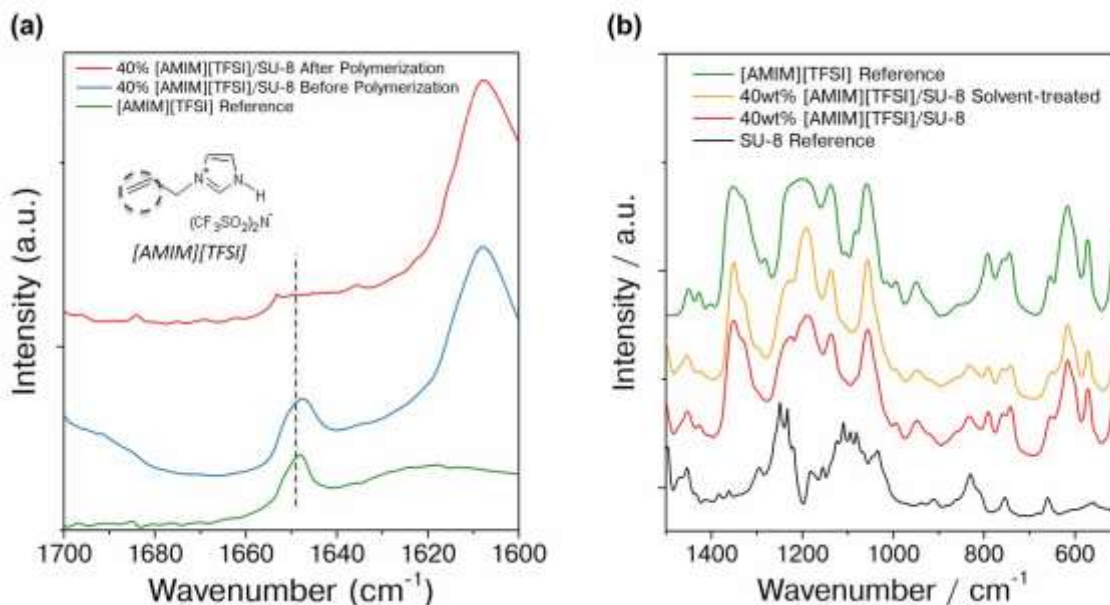 (a)
40% [AMIM][TFSI]/SU-8 After Polymerization
40% [AMIM][TFSI]/SU-8 Before Polymerization
[AMIM][TFSI] Reference
N
+
N
H
(CF3SO2)2N-
[AMIM][TFSI]
Intensity (a.u.)
1700 1680 1660 1640 1620 1600
Wavenumber (cm-1)
(b)
[AMIM][TFSI] Reference
40wt% [AMIM][TFSI]/SU-8 Solvent-treated
40wt% [AMIM][TFSI]/SU-8
SU-8 Reference
Intensity / a.u.
1400 1200 1000 800 600
Wavenumber / cm-1